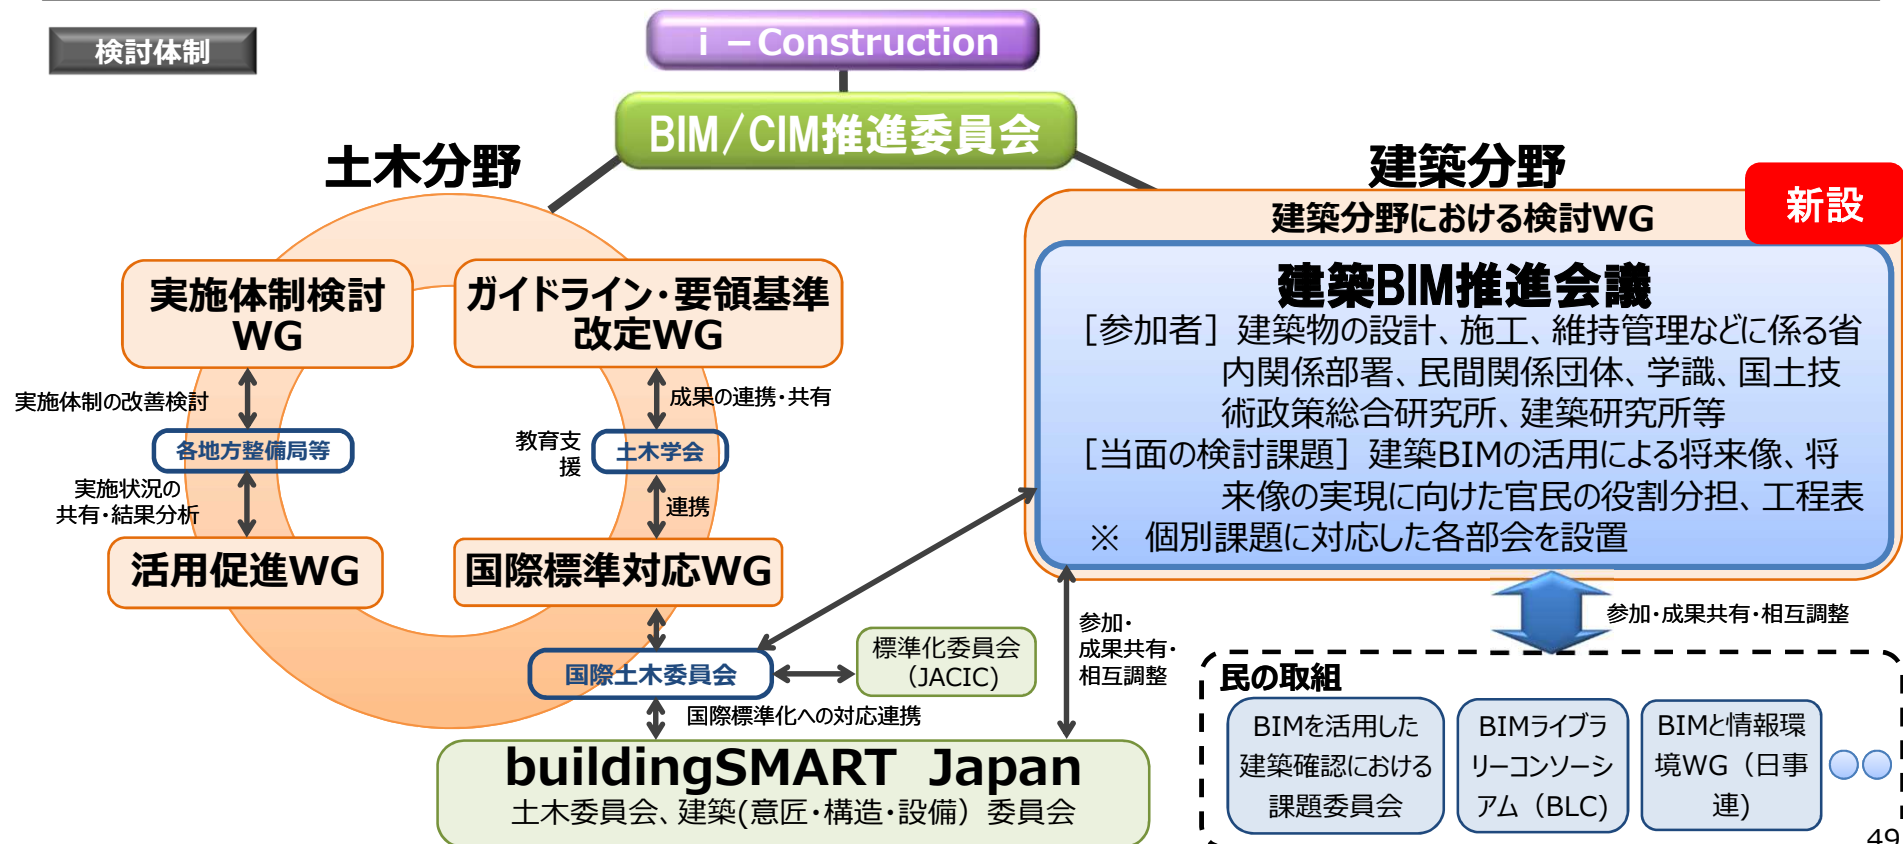 検討体制
i －Construction
BIM/CIM推進委員会
土木分野
実施体制検討
WG
ガイドライン・要領基準
改定WG
実施体制の改善検討
成果の連携・共有
各地方整備局等
教育支
援
土木学会
実施状況の
共有・結果分析
連携
活用促進WG
国際標準対応WG
国際土木委員会
標準化委員会
（JACIC)
国際標準化への対応連携
buildingSMART Japan
土木委員会、建築(意匠・構造・設備）委員会
建築分野
新設
建築分野における検討WG
建築BIM推進会議
［参加者］建築物の設計、施工、維持管理などに係る省
内関係部署、民間関係団体、学識、国土技
術政策総合研究所、建築研究所等
［当面の検討課題］建築BIMの活用による将来像、将
来像の実現に向けた官民の役割分担、工程表
※ 個別課題に対応した各部会を設置
参加・
成果共有・
相互調整
参加・成果共有・相互調整
民の取組
BIMを活用した
建築確認における
課題委員会
BIMライブラ
リーコンソーシ
アム（BLC)
BIMと情報環
境WG（日事
連)
49